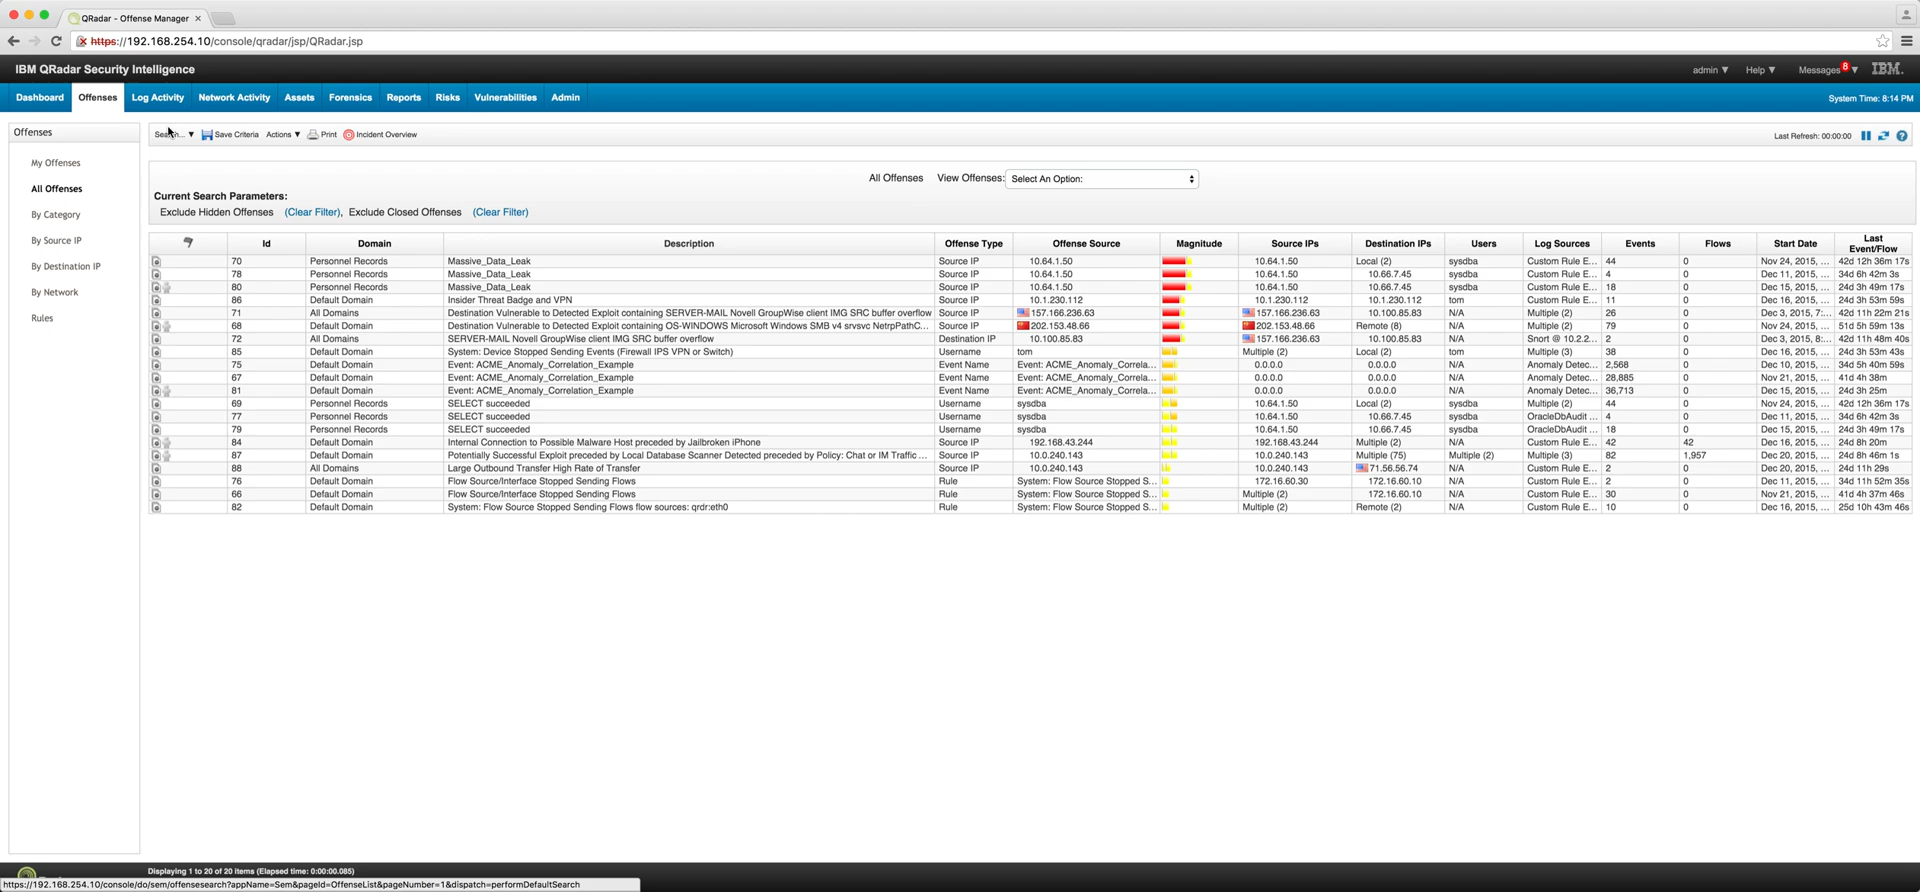 QRadar - Offense Manager
https://192.168.254.10/console/qradar/jsp/QRadar.jsp
IBM QRadar Security Intelligence
admin ▼ Help ▼ Messages 8 ▼ IBM.
Dashboard Offenses Log Activity Network Activity Assets Forensics Reports Risks Vulnerabilities Admin System Time: 8:14 PM
Offenses
My Offenses
All Offenses
By Category
By Source IP
By Destination IP
By Network
Rules
Search... ▼ Save Criteria Actions ▼ Print Incident Overview Last Refresh: 00:00:00
All Offenses View Offenses: Select An Option:
Current Search Parameters:
Exclude Hidden Offenses (Clear Filter), Exclude Closed Offenses (Clear Filter)
Id Domain Description Offense Type Offense Source Magnitude Source IPs Destination IPs Users Log Sources Events Flows Start Date Last Event/Flow
70 Personnel Records Massive_Data_Leak Source IP 10.64.1.50 10.64.1.50 Local (2) sysdba Custom Rule E... 44 0 Nov 24, 2015, ... 42d 12h 36m 17s
78 Personnel Records Massive_Data_Leak Source IP 10.64.1.50 10.64.1.50 10.66.7.45 sysdba Custom Rule E... 4 0 Dec 11, 2015, ... 34d 6h 42m 3s
80 Personnel Records Massive_Data_Leak Source IP 10.64.1.50 10.64.1.50 10.66.7.45 sysdba Custom Rule E... 18 0 Dec 15, 2015, ... 24d 3h 49m 17s
86 Default Domain Insider Threat Badge and VPN Source IP 10.1.230.112 10.1.230.112 10.1.230.112 tom Custom Rule E... 11 0 Dec 16, 2015, ... 24d 3h 53m 59s
71 All Domains Destination Vulnerable to Detected Exploit containing SERVER-MAIL Novell GroupWise client IMG SRC buffer overflow Source IP 157.166.236.63 157.166.236.63 10.100.85.83 N/A Multiple (2) 26 0 Dec 3, 2015, 7:... 42d 11h 22m 21s
68 Default Domain Destination Vulnerable to Detected Exploit containing OS-WINDOWS Microsoft Windows SMB v4 srvsvc NetrpPathC... Source IP 202.153.48.66 202.153.48.66 Remote (8) N/A Multiple (2) 79 0 Nov 24, 2015, ... 51d 5h 59m 13s
72 All Domains SERVER-MAIL Novell GroupWise client IMG SRC buffer overflow Destination IP 10.100.85.83 157.166.236.63 10.100.85.83 N/A Snort @ 10.2.2... 2 0 Dec 3, 2015, 8:... 42d 11h 48m 40s
85 Default Domain System: Device Stopped Sending Events (Firewall IPS VPN or Switch) Username tom Multiple (2) Local (2) tom Multiple (3) 38 0 Dec 16, 2015, ... 24d 3h 53m 43s
75 Default Domain Event: ACME_Anomaly_Correlation_Example Event Name Event: ACME_Anomaly_Correla... 0.0.0.0 0.0.0.0 N/A Anomaly Detec... 2,568 0 Dec 10, 2015, ... 34d 5h 40m 59s
67 Default Domain Event: ACME_Anomaly_Correlation_Example Event Name Event: ACME_Anomaly_Correla... 0.0.0.0 0.0.0.0 N/A Anomaly Detec... 28,885 0 Nov 21, 2015, ... 41d 4h 38m
81 Default Domain Event: ACME_Anomaly_Correlation_Example Event Name Event: ACME_Anomaly_Correla... 0.0.0.0 0.0.0.0 N/A Anomaly Detec... 36,713 0 Dec 15, 2015, ... 24d 3h 25m
69 Personnel Records SELECT succeeded Username sysdba 10.64.1.50 Local (2) sysdba Multiple (2) 44 0 Nov 24, 2015, ... 42d 12h 36m 17s
77 Personnel Records SELECT succeeded Username sysdba 10.64.1.50 10.66.7.45 sysdba OracleDbAudit ... 4 0 Dec 11, 2015, ... 34d 6h 42m 3s
79 Personnel Records SELECT succeeded Username sysdba 10.64.1.50 10.66.7.45 sysdba OracleDbAudit ... 18 0 Dec 15, 2015, ... 24d 3h 49m 17s
84 Default Domain Internal Connection to Possible Malware Host preceded by Jailbroken iPhone Source IP 192.168.43.244 192.168.43.244 Multiple (2) N/A Custom Rule E... 42 42 Dec 16, 2015, ... 24d 8h 20m
87 Default Domain Potentially Successful Exploit preceded by Local Database Scanner Detected preceded by Policy: Chat or IM Traffic ... Source IP 10.0.240.143 10.0.240.143 Multiple (75) Multiple (2) Multiple (3) 82 1,957 Dec 20, 2015, ... 24d 8h 46m 1s
88 All Domains Large Outbound Transfer High Rate of Transfer Source IP 10.0.240.143 10.0.240.143 71.56.56.74 N/A Custom Rule E... 2 0 Dec 20, 2015, ... 24d 11h 29s
76 Default Domain Flow Source/Interface Stopped Sending Flows Rule System: Flow Source Stopped S... 172.16.60.30 172.16.60.10 N/A Custom Rule E... 2 0 Dec 11, 2015, ... 34d 11h 52m 35s
66 Default Domain Flow Source/Interface Stopped Sending Flows Rule System: Flow Source Stopped S... Multiple (2) 172.16.60.10 N/A Custom Rule E... 30 0 Nov 21, 2015, ... 41d 4h 37m 46s
82 Default Domain System: Flow Source Stopped Sending Flows flow sources: qrdr:eth0 Rule System: Flow Source Stopped S... Multiple (2) Remote (2) N/A Custom Rule E... 10 0 Dec 16, 2015, ... 25d 10h 43m 46s
Displaying 1 to 20 of 20 items (Elapsed time: 0:00:00.085)
https://192.168.254.10/console/do/sem/offensesearch?appName=Sem&pageId=OffenseList&pageNumber=1&dispatch=performDefaultSearch